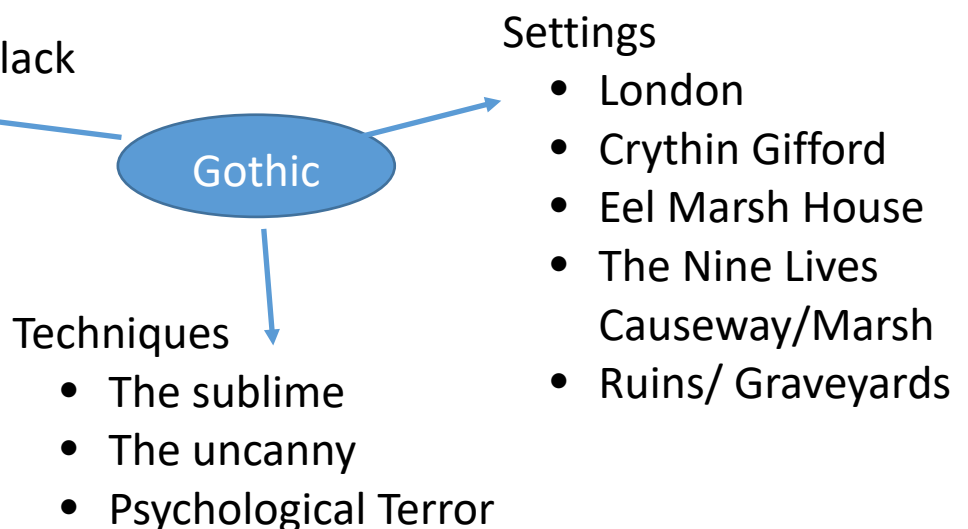 lack
Gothic
Settings
• London
• Crythin Gifford
• Eel Marsh House
• The Nine Lives
Causeway/Marsh
• Ruins/ Graveyards
Techniques
• The sublime
• The uncanny
• Psychological Terror